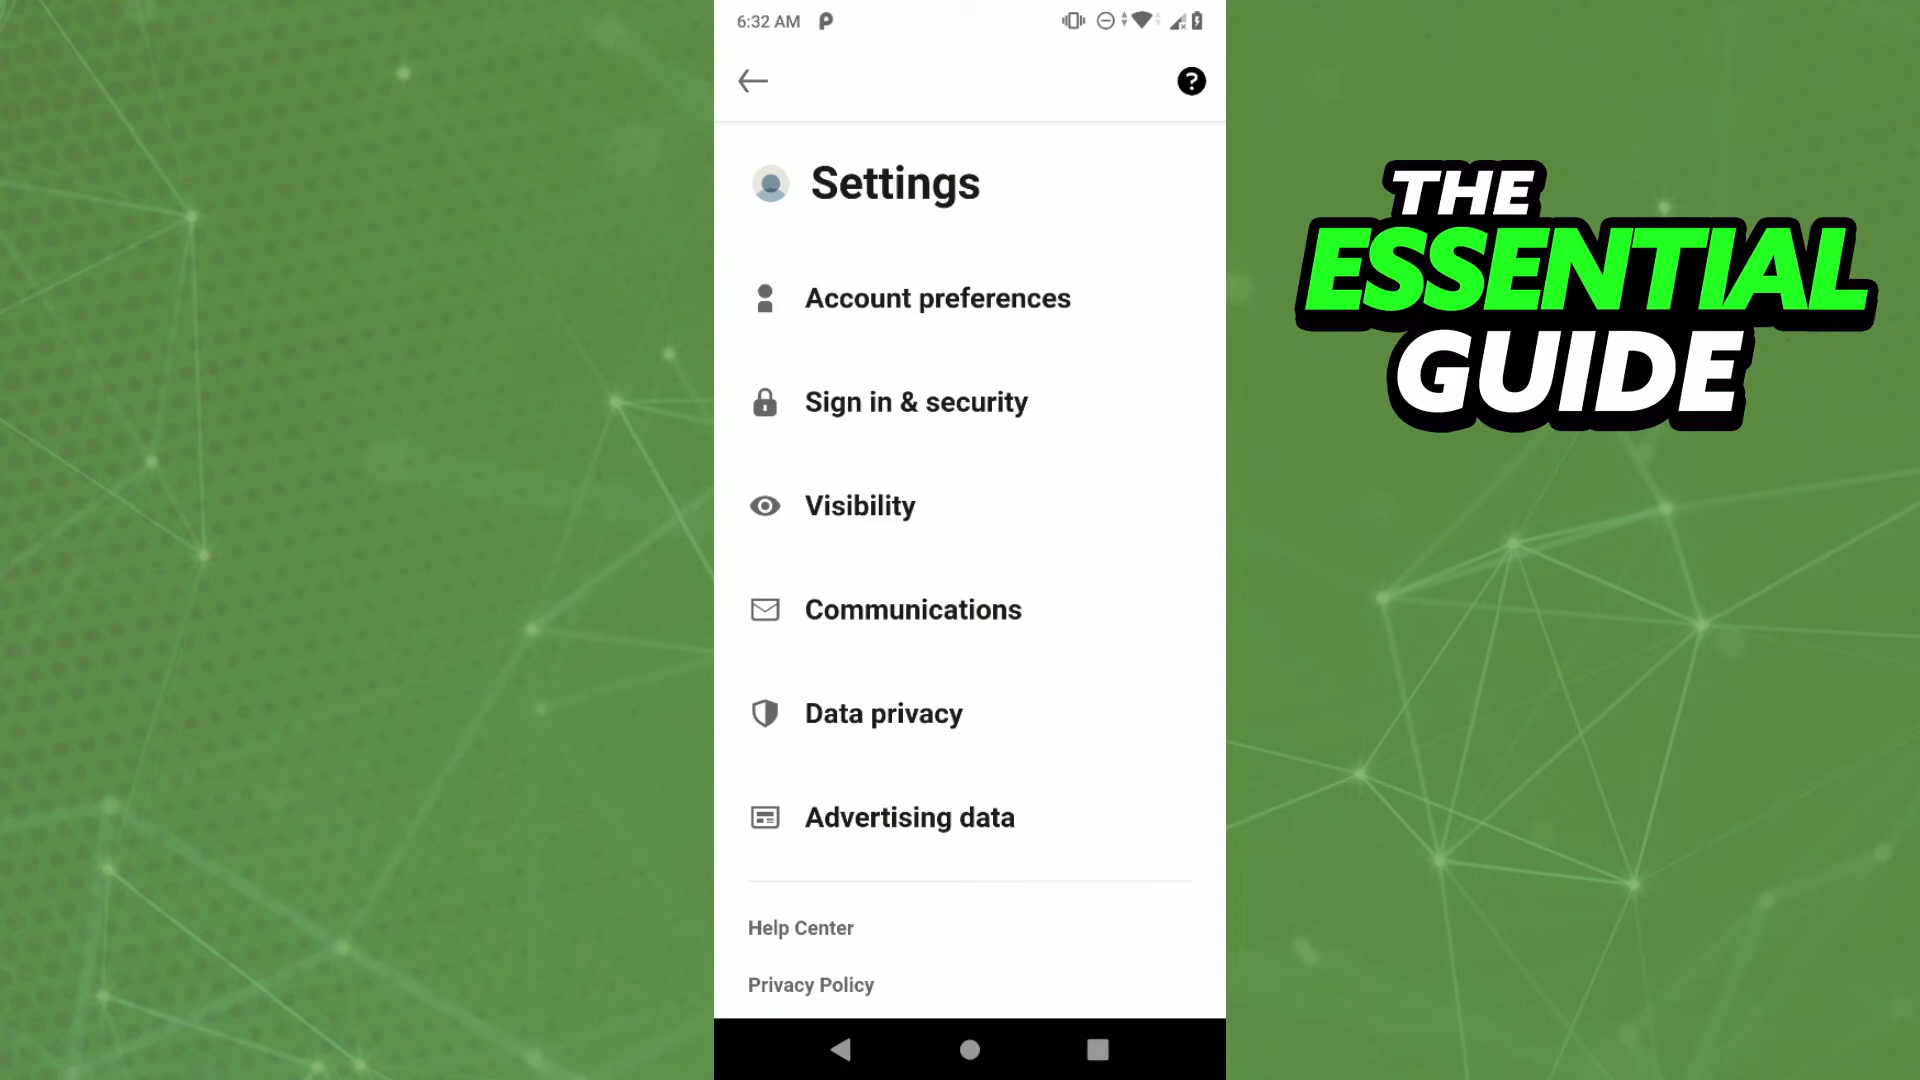 6:32 AM
Settings
Account preferences
Sign in & security
Visibility
Communications
Data privacy
Advertising data
Help Center
Privacy Policy
THE
ESSENTIAL
GUIDE